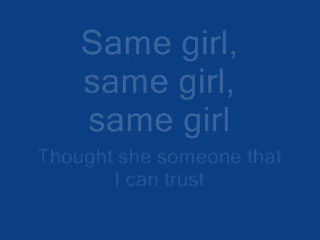 Same girl,
same girl,
same girl
Thought she someone that
I can trust